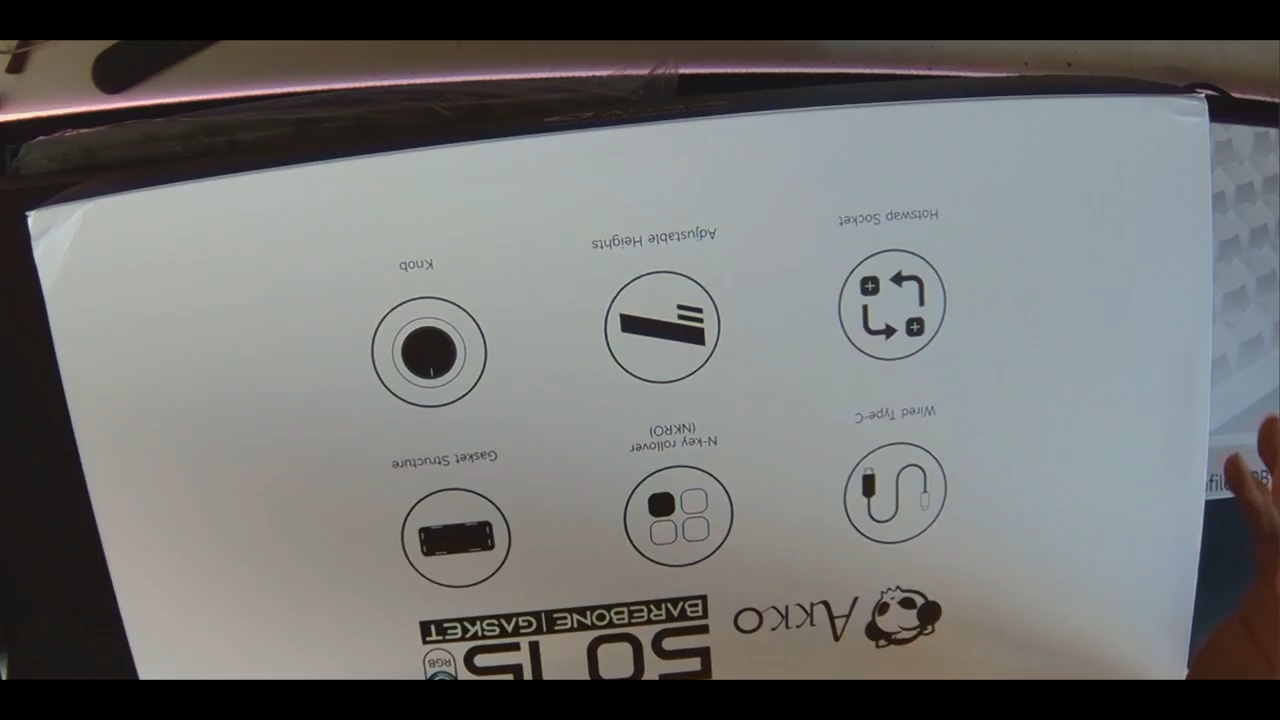 AKKO
5075
RGB
BAREBONE | GASKET
Wired Type-C
N-key rollover
(NKRO)
Gasket Structure
Hotswap Socket
Adjustable Heights
Knob